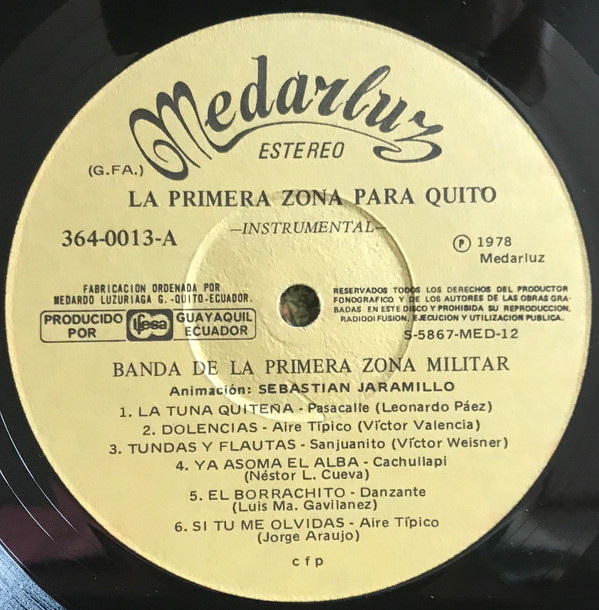 Medarluz
ESTEREO
(G.FA.)
LA PRIMERA ZONA PARA QUITO
—INSTRUMENTAL—
364-0013-A
Ⓟ 1978
Medarluz
FABRICACION ORDENADA POR
MEDARDO LUZURIAGA G. -QUITO-ECUADOR.
PRODUCIDO
POR
ifesa
GUAYAQUIL
ECUADOR
RESERVADOS TODOS LOS DERECHOS DEL PRODUCTOR
FONOGRAFICO Y DE LOS AUTORES DE LAS OBRAS GRA-
BADAS EN ESTE DISCO Y PROHIBIDA SU REPRODUCCION,
RADIODIFUSION, EJECUCION Y UTILIZACION PUBLICA.
S-5867-MED-12
BANDA DE LA PRIMERA ZONA MILITAR
Animación: SEBASTIAN JARAMILLO
1. LA TUNA QUITEÑA - Pasacalle (Leonardo Páez)
2. DOLENCIAS - Aire Típico (Víctor Valencia)
3. TUNDAS Y FLAUTAS - Sanjuanito (Víctor Weisner)
4. YA ASOMA EL ALBA - Cachullapi
(Néstor L. Cueva)
5. EL BORRACHITO - Danzante
(Luis Ma. Gavilanez)
6. SI TU ME OLVIDAS - Aire Típico
(Jorge Araujo)
c f p